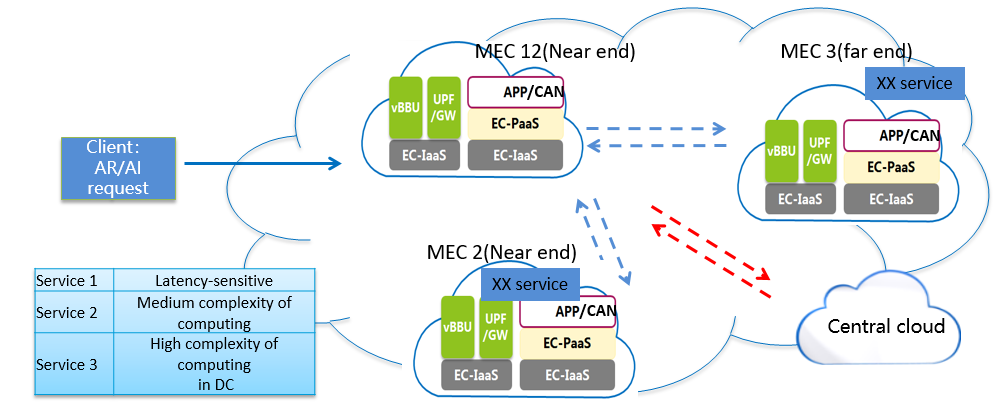 MEC 12(Near end)
vBBU
UPF
/GW
APP/CAN
EC-PaaS
EC-IaaS
EC-IaaS
MEC 3(far end)
XX service
vBBU
UPF
/GW
APP/CAN
EC-PaaS
EC-IaaS
EC-IaaS
Client:
AR/AI
request
MEC 2(Near end)
XX service
vBBU
UPF
/GW
APP/CAN
EC-PaaS
EC-IaaS
EC-IaaS
Central cloud
Service 1 Latency-sensitive
Service 2 Medium complexity of
computing
Service 3 High complexity of
computing
in DC